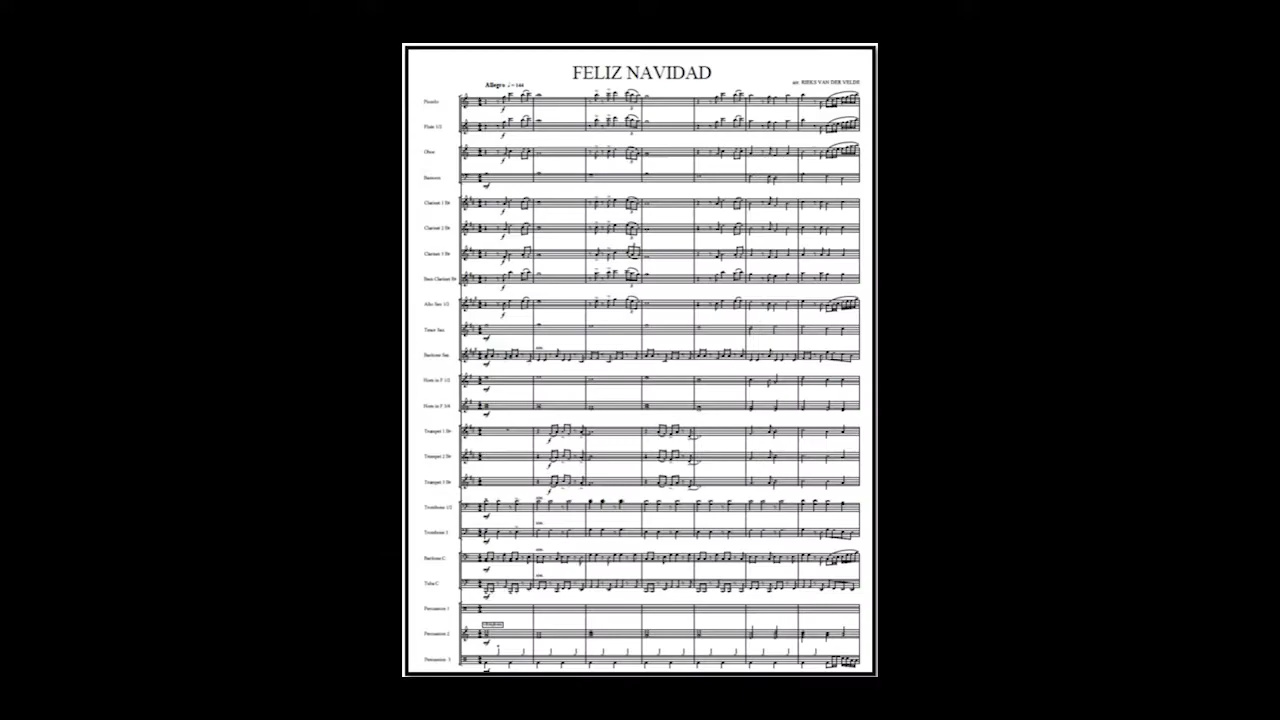 FELIZ NAVIDAD
Allegro ♩ = 144
arr. RIEKS VAN DER VELDE
Piccolo
Flute 1/2
Oboe
Bassoon
Clarinet 1 B♭
Clarinet 2 B♭
Clarinet 3 B♭
Bass Clarinet B♭
Alto Sax 1/2
Tenor Sax
Baritone Sax
Horn in F 1/2
Horn in F 3/4
Trumpet 1 B♭
Trumpet 2 B♭
Trumpet 3 B♭
Trombone 1/2
Trombone 3
Baritone C
Tuba C
Percussion 1
Percussion 2
Percussion 3